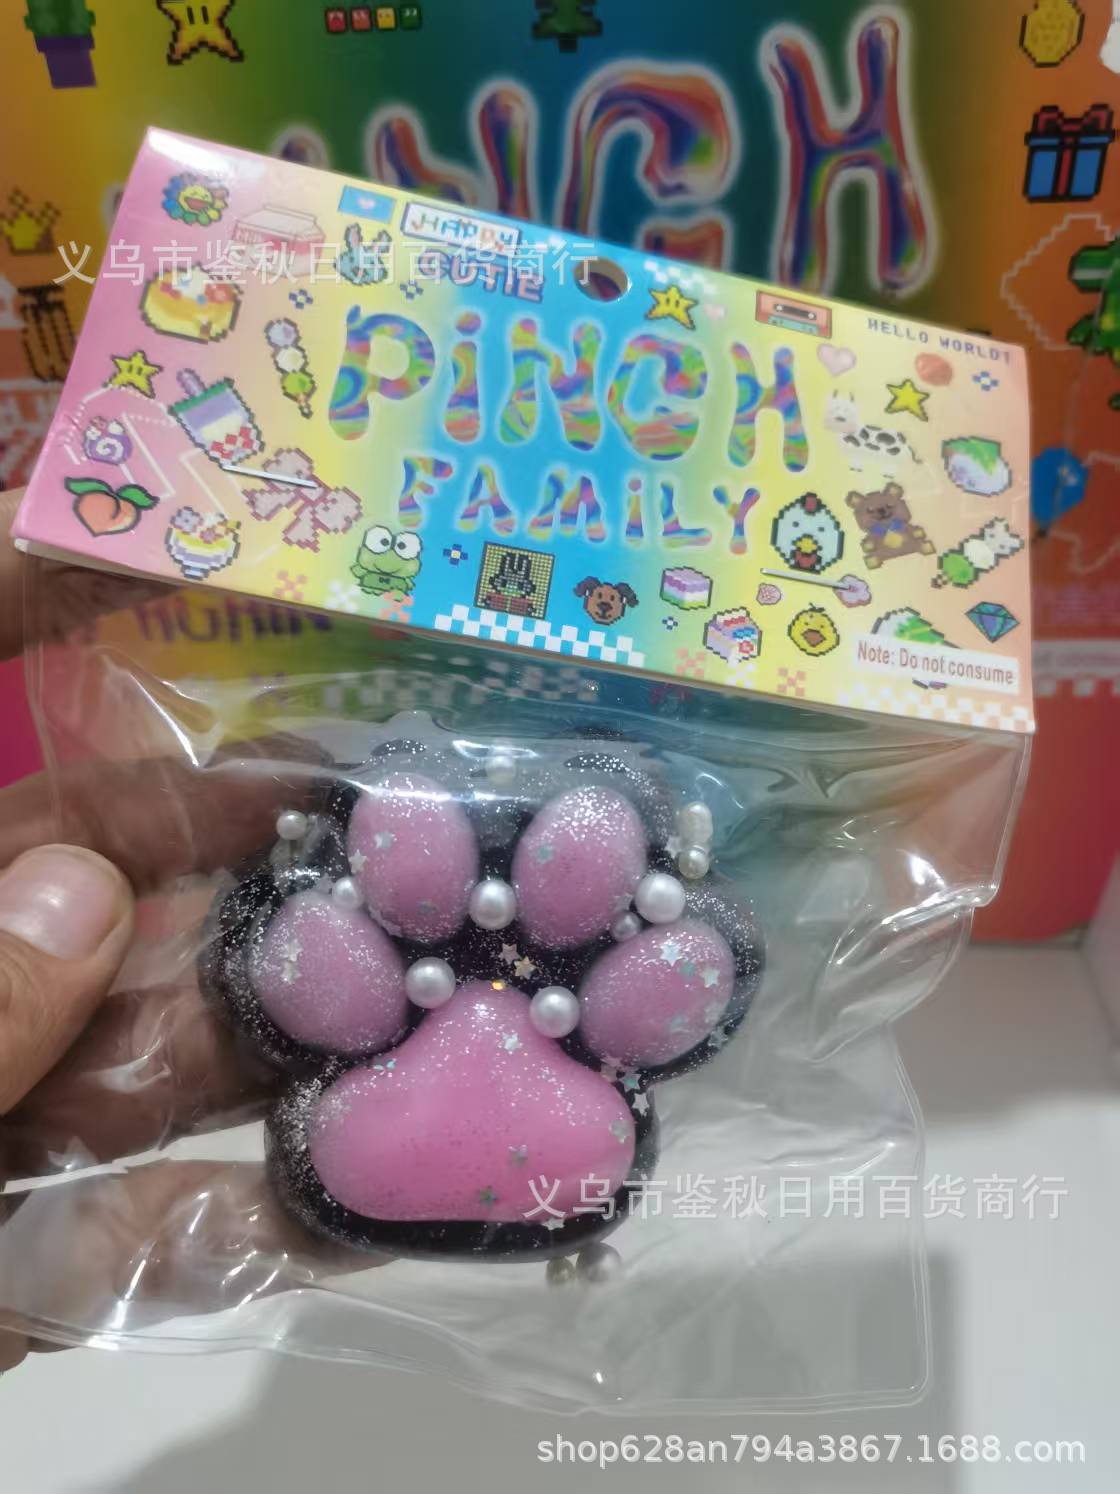 HAPPY
CUTIE
PINCH
FAMILY
HELLO WORLD!
Note: Do not consume
义乌市鉴秋日用百货商行
义乌市鉴秋日用百货商行
shop628an794a3867.1688.com